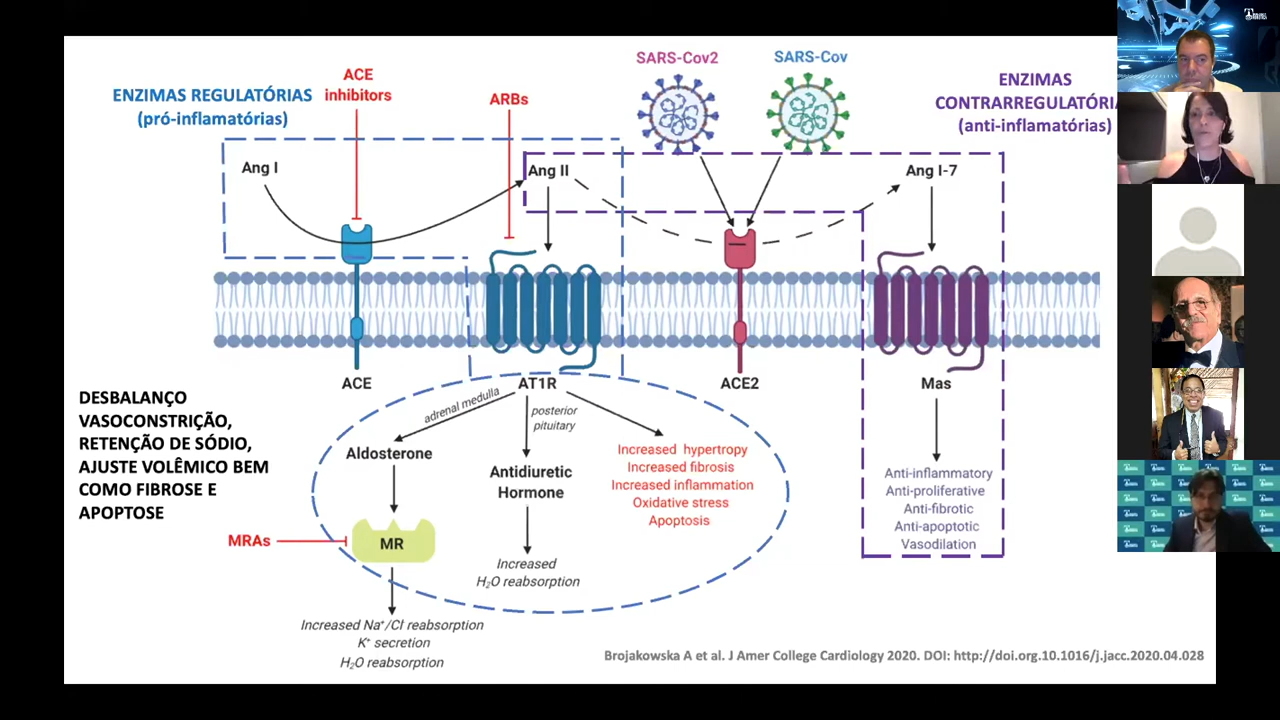 SARS-Cov2
SARS-Cov
ENZIMAS REGULATÓRIAS
(pró-inflamatórias)
ACE
inhibitors
ARBs
ENZIMAS
CONTRARREGULATÓRIA
(anti-inflamatórias)
Ang I
Ang II
Ang I-7
ACE
AT1R
ACE2
Mas
DESBALANÇO
VASOCONSTRIÇÃO,
RETENÇÃO DE SÓDIO,
AJUSTE VOLÊMICO BEM
COMO FIBROSE E
APOPTOSE
adrenal medulla
posterior
pituitary
Aldosterone
Antidiuretic
Hormone
Increased hypertropy
Increased fibrosis
Increased inflammation
Oxidative stress
Apoptosis
Anti-inflammatory
Anti-proliferative
Anti-fibrotic
Anti-apoptotic
Vasodilation
MRAs
MR
Increased
H₂O reabsorption
Increased Na⁺/Cl⁻ reabsorption
K⁺ secretion
H₂O reabsorption
Brojakowska A et al. J Amer College Cardiology 2020. DOI: http://doi.org.10.1016/j.jacc.2020.04.028